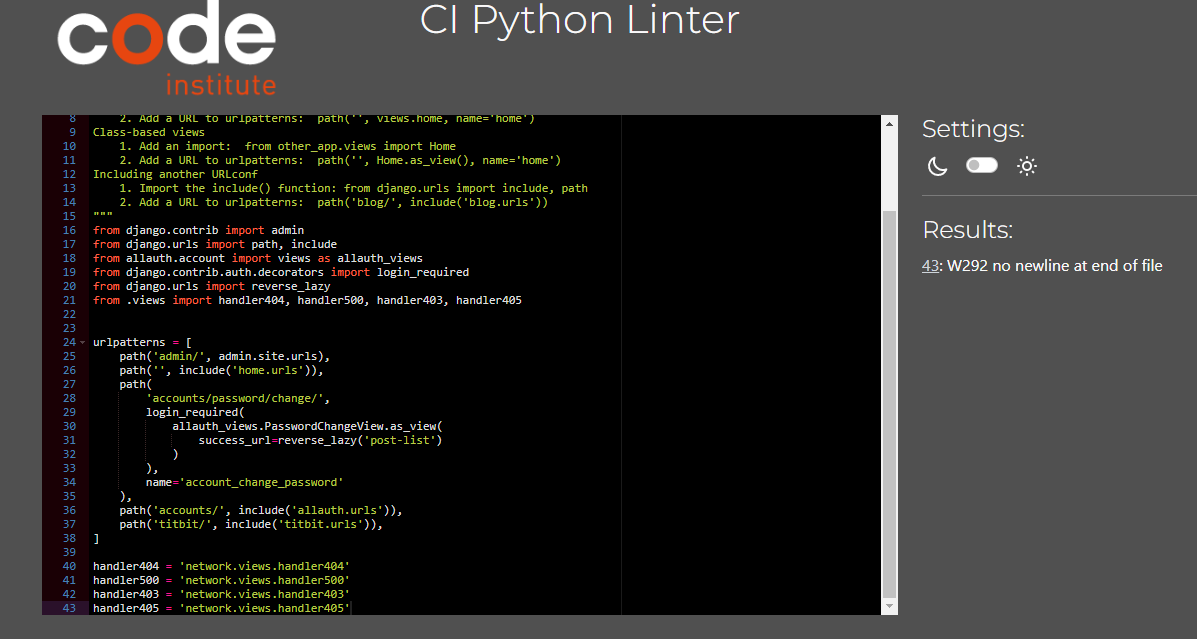 code
institute
CI Python Linter
8     2. Add a URL to urlpatterns:  path('', views.home, name='home')
9 Class-based views
10     1. Add an import:  from other_app.views import Home
11     2. Add a URL to urlpatterns:  path('', Home.as_view(), name='home')
12 Including another URLconf
13     1. Import the include() function: from django.urls import include, path
14     2. Add a URL to urlpatterns:  path('blog/', include('blog.urls'))
15 """
16 from django.contrib import admin
17 from django.urls import path, include
18 from allauth.account import views as allauth_views
19 from django.contrib.auth.decorators import login_required
20 from django.urls import reverse_lazy
21 from .views import handler404, handler500, handler403, handler405
22
23
24 urlpatterns = [
25     path('admin/', admin.site.urls),
26     path('', include('home.urls')),
27     path(
28         'accounts/password/change/',
29         login_required(
30             allauth_views.PasswordChangeView.as_view(
31                 success_url=reverse_lazy('post-list')
32             )
33         ),
34         name='account_change_password'
35     ),
36     path('accounts/', include('allauth.urls')),
37     path('titbit/', include('titbit.urls')),
38 ]
39
40 handler404 = 'network.views.handler404'
41 handler500 = 'network.views.handler500'
42 handler403 = 'network.views.handler403'
43 handler405 = 'network.views.handler405'
Settings:
Results:
43: W292 no newline at end of file